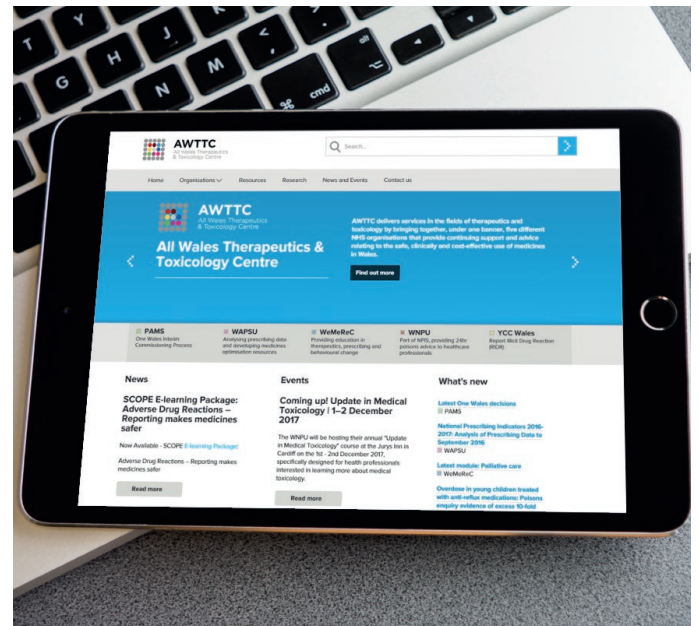 T
Y
G
H
N
M
<
,
>
.
alt
⌥
⌘
cmd
AWTTC
All Wales Therapeutics
& Toxicology Centre
Search...
Home Organisations Resources Research News and Events Contact us
AWTTC
All Wales Therapeutics
& Toxicology Centre
All Wales Therapeutics &
Toxicology Centre
AWTTC delivers services in the fields of therapeutics and
toxicology by bringing together, under one banner, five different
NHS organisations that provide continuing support and advice
relating to the safe, clinically and cost-effective use of medicines
in Wales.
Find out more
PAMS
One Wales Interim
Commissioning Process
WAPSU
Analysing prescribing data
and developing medicines
optimisation resources
WeMeReC
Providing education in
therapeutics, prescribing and
behavioural change
WNPU
Part of NPIS, providing 24hr
poisons advice to healthcare
professionals
YCC Wales
Report Melt Drug Reaction
News
SCOPE E-learning Package:
Adverse Drug Reactions –
Reporting makes medicines
safer
Now Available - SCOPE E-learning Package!
Adverse Drug Reactions – Reporting makes
medicines safer
Read more
Events
Coming up! Update in Medical
Toxicology | 1–2 December
2017
The WNPU will be hosting their annual "Update
in Medical Toxicology" course at the Jurys Inn in
Cardiff on the 1st - 2nd December 2017,
specifically designed for health professionals
interested in learning more about medical
toxicology.
Read more
What's new
Latest One Wales decisions
PAMS
National Prescribing Indicators 2016-
2017: Analysis of Prescribing Data to
September 2016
WAPSU
Latest module: Palliative care
WeMeReC
Overdose in young children treated
with anti-reflux medications: Poisons
enquiry evidence of excess 10-fold